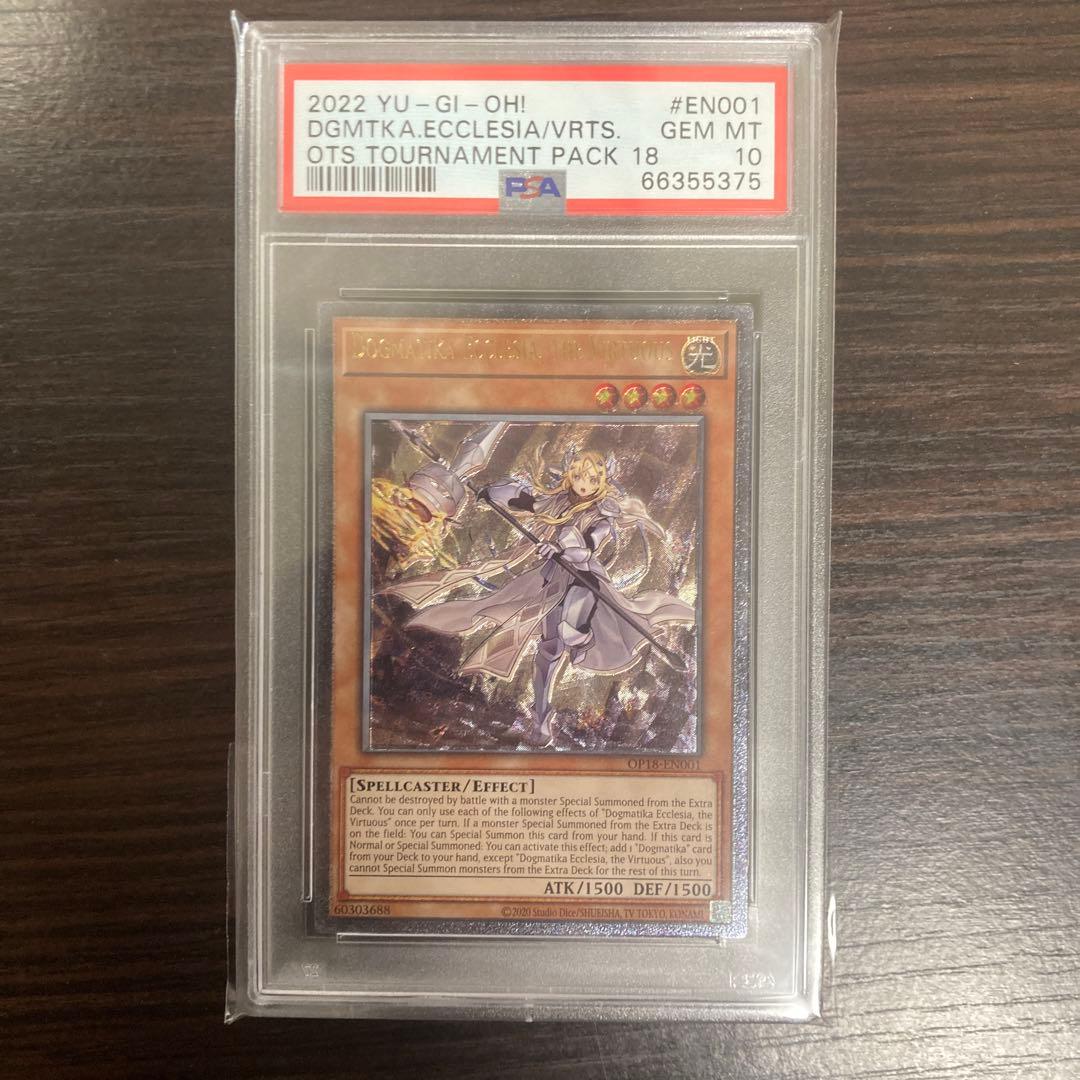 2022 YU-GI-OH! #EN001
DGMTKA.ECCLESIA/VRTS. GEM MT
OTS TOURNAMENT PACK 18 10
PSA 66355375
DOGMATIKA ECCLESIA, THE VIRTUOUS
LIGHT
光
OP18-EN001
[SPELLCASTER/EFFECT]
Cannot be destroyed by battle with a monster Special Summoned from the Extra
Deck. You can only use each of the following effects of "Dogmatika Ecclesia, the
Virtuous" once per turn. If a monster Special Summoned from the Extra Deck is
on the field: You can Special Summon this card from your hand. If this card is
Normal or Special Summoned: You can activate this effect; add 1 "Dogmatika" card
from your Deck to your hand, except "Dogmatika Ecclesia, the Virtuous", also you
cannot Special Summon monsters from the Extra Deck for the rest of this turn.
ATK/1500 DEF/1500
60303688 ©2020 Studio Dice/SHUEISHA, TV TOKYO, KONAMI